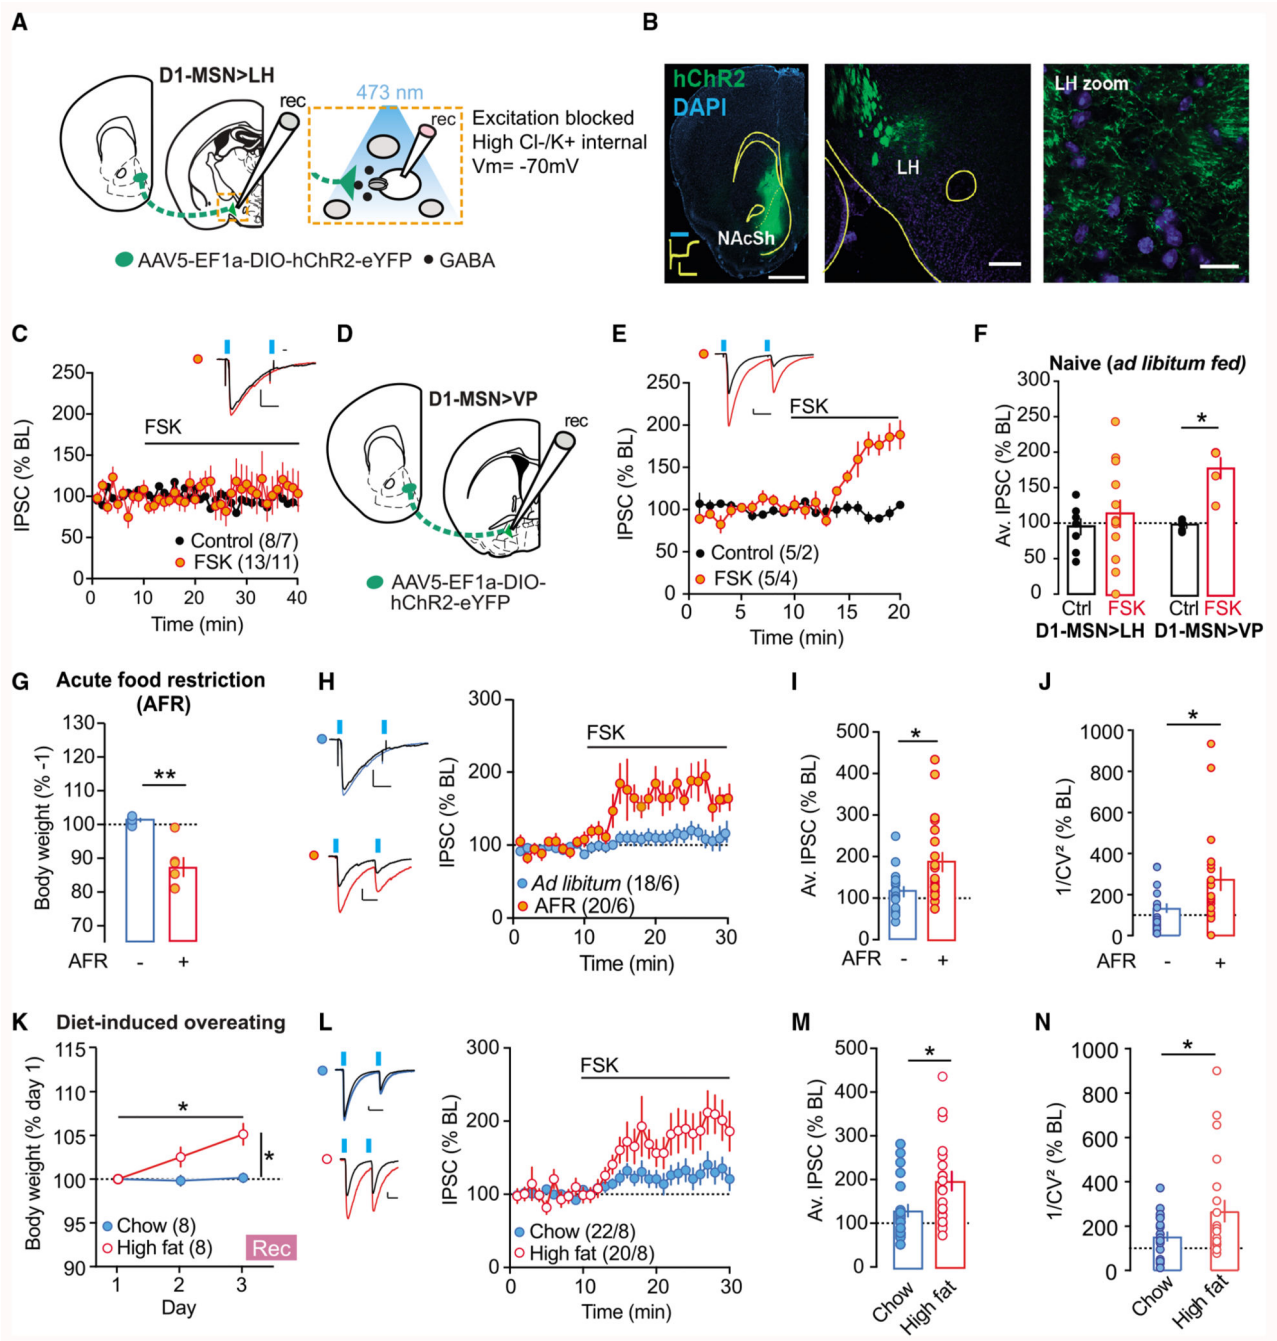 A
D1-MSN>LH
rec
473 nm
rec
Excitation blocked
High Cl-/K+ internal
Vm= -70mV
AAV5-EF1a-DIO-hChR2-eYFP
GABA
B
hChR2
DAPI
NAcSh
LH
LH zoom
C
IPSC (% BL)
250
200
150
100
50
0
FSK
Control (8/7)
FSK (13/11)
0 10 20 30 40
Time (min)
D
D1-MSN>VP
rec
AAV5-EF1a-DIO-
hChR2-eYFP
E
IPSC (% BL)
250
200
150
100
50
0
FSK
Control (5/2)
FSK (5/4)
0 5 10 15 20
Time (min)
F
Naive (ad libitum fed)
Av. IPSC (% BL)
300
250
200
150
100
50
0
*
Ctrl FSK Ctrl FSK
D1-MSN>LH D1-MSN>VP
G
Acute food restriction
(AFR)
Body weight (% -1)
130
120
110
100
90
80
70
**
AFR - +
H
IPSC (% BL)
300
200
100
0
FSK
Ad libitum (18/6)
AFR (20/6)
0 10 20 30
Time (min)
I
Av. IPSC (% BL)
500
400
300
200
100
0
*
AFR - +
J
1/CV² (% BL)
1000
800
600
400
200
0
*
AFR - +
K
Diet-induced overeating
Body weight (% day 1)
115
110
105
100
95
90
*
*
Chow (8)
High fat (8)
Rec
1 2 3
Day
L
IPSC (% BL)
300
200
100
0
FSK
Chow (22/8)
High fat (20/8)
0 10 20 30
Time (min)
M
Av. IPSC (% BL)
500
400
300
200
100
0
*
Chow
High fat
N
1/CV² (% BL)
1000
800
600
400
200
0
*
Chow
High fat